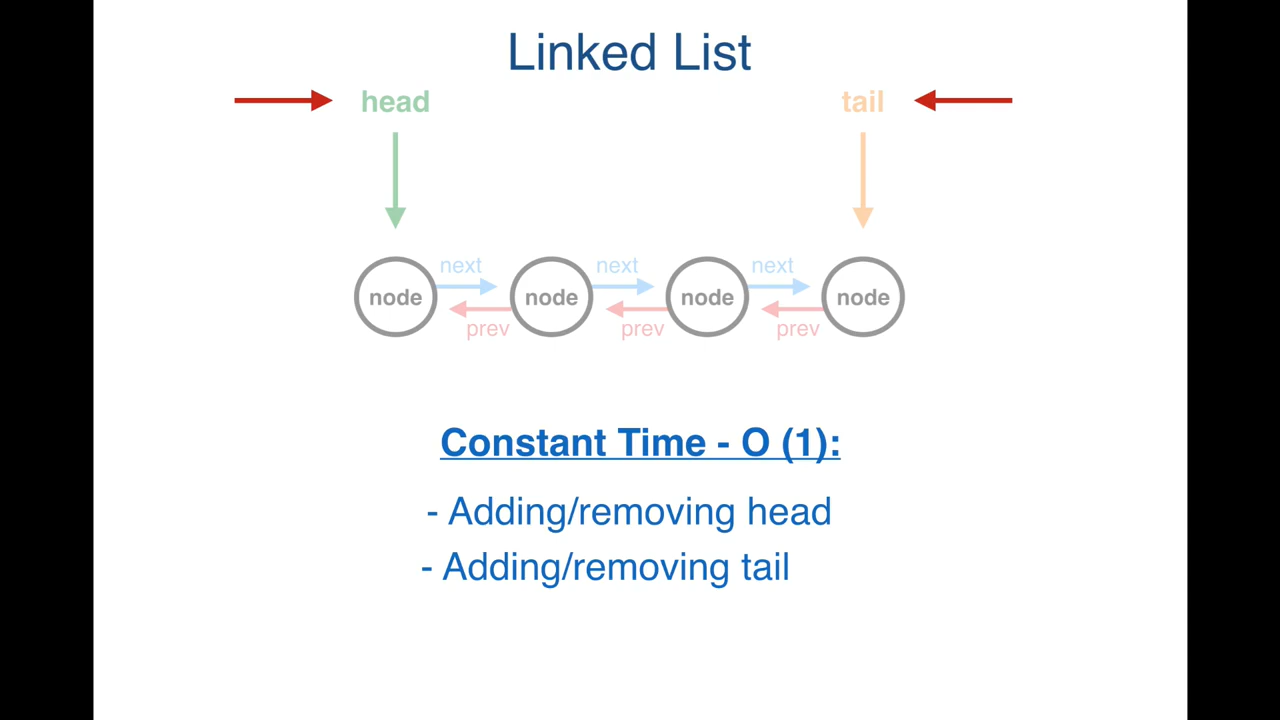 Linked List
head tail
next next next
node node node node
prev prev prev
Constant Time - O (1):
- Adding/removing head
- Adding/removing tail